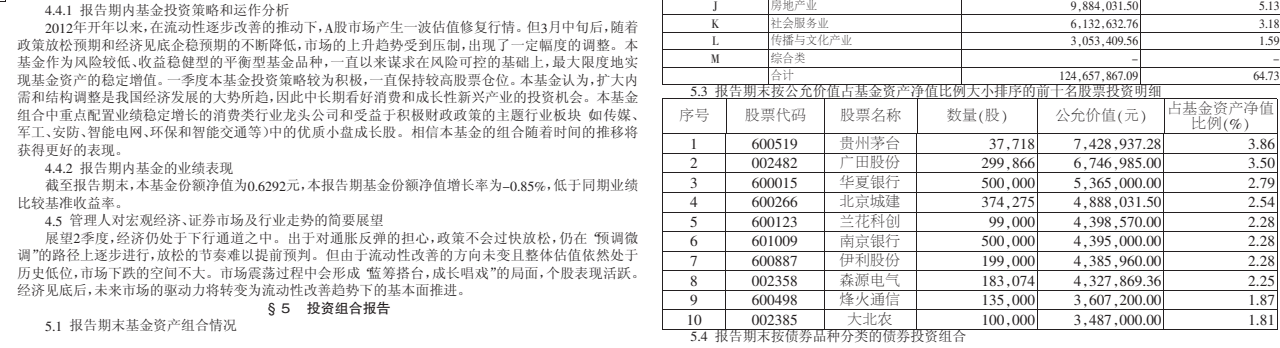 4.4.1 报告期内基金投资策略和运作分析
2012年开年以来,在流动性逐步改善的推动下,A股市场产生一波估值修复行情。但3月中旬后,随着
政策放松预期和经济见底企稳预期的不断降低,市场的上升趋势受到压制,出现了一定幅度的调整。本
基金作为风险较低、收益稳健型的平衡型基金品种,一直以来谋求在风险可控的基础上,最大限度地实
现基金资产的稳定增值。一季度本基金投资策略较为积极,一直保持较高股票仓位。本基金认为,扩大内
需和结构调整是我国经济发展的大势所趋,因此中长期看好消费和成长性新兴产业的投资机会。本基金
组合中重点配置业绩稳定增长的消费类行业龙头公司和受益于积极财政政策的主题行业板块 如传媒、
军工、安防、智能电网、环保和智能交通等)中的优质小盘成长股。相信本基金的组合随着时间的推移将
获得更好的表现。
4.4.2 报告期内基金的业绩表现
截至报告期末,本基金份额净值为0.6292元,本报告期基金份额净值增长率为-0.85%,低于同期业绩
比较基准收益率。
4.5 管理人对宏观经济、证券市场及行业走势的简要展望
展望2季度,经济仍处于下行通道之中。出于对通胀反弹的担心,政策不会过快放松,仍在“预调微
调”的路径上逐步进行,放松的节奏难以提前预判。但由于流动性改善的方向未变且整体估值依然处于
历史低位,市场下跌的空间不大。市场震荡过程中会形成“蓝筹搭台,成长唱戏”的局面,个股表现活跃。
经济见底后,未来市场的驱动力将转变为流动性改善趋势下的基本面推进。
§5 投资组合报告
5.1 报告期末基金资产组合情况
J 房地产业 9,884,031.50 5.13
K 社会服务业 6,132,632.76 3.18
L 传播与文化产业 3,053,409.56 1.59
M 综合类 – –
合计 124,657,867.09 64.73
5.3 报告期末按公允价值占基金资产净值比例大小排序的前十名股票投资明细
序号 股票代码 股票名称 数量(股) 公允价值(元) 占基金资产净值
比例(%)
1 600519 贵州茅台 37,718 7,428,937.28 3.86
2 002482 广田股份 299,866 6,746,985.00 3.50
3 600015 华夏银行 500,000 5,365,000.00 2.79
4 600266 北京城建 374,275 4,888,031.50 2.54
5 600123 兰花科创 99,000 4,398,570.00 2.28
6 601009 南京银行 500,000 4,395,000.00 2.28
7 600887 伊利股份 199,000 4,385,960.00 2.28
8 002358 森源电气 183,074 4,327,869.36 2.25
9 600498 烽火通信 135,000 3,607,200.00 1.87
10 002385 大北农 100,000 3,487,000.00 1.81
5.4 报告期末按债券品种分类的债券投资组合